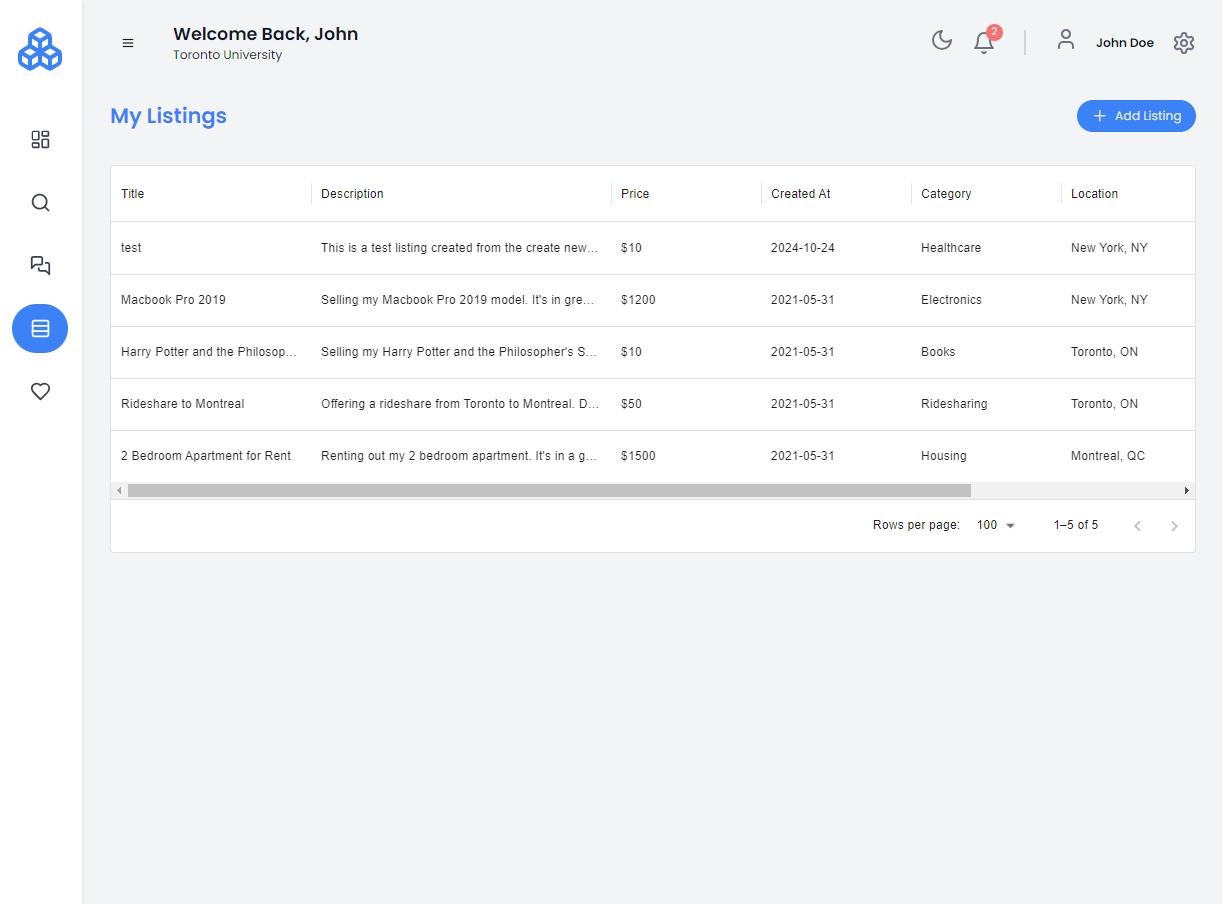 Welcome Back, John
Toronto University
2
John Doe
My Listings
Add Listing
Title Description Price Created At Category Location
test This is a test listing created from the create new... $10 2024-10-24 Healthcare New York, NY
Macbook Pro 2019 Selling my Macbook Pro 2019 model. It's in gre... $1200 2021-05-31 Electronics New York, NY
Harry Potter and the Philosop... Selling my Harry Potter and the Philosopher's S... $10 2021-05-31 Books Toronto, ON
Rideshare to Montreal Offering a rideshare from Toronto to Montreal. D... $50 2021-05-31 Ridesharing Toronto, ON
2 Bedroom Apartment for Rent Renting out my 2 bedroom apartment. It's in a g... $1500 2021-05-31 Housing Montreal, QC
Rows per page: 100 1–5 of 5